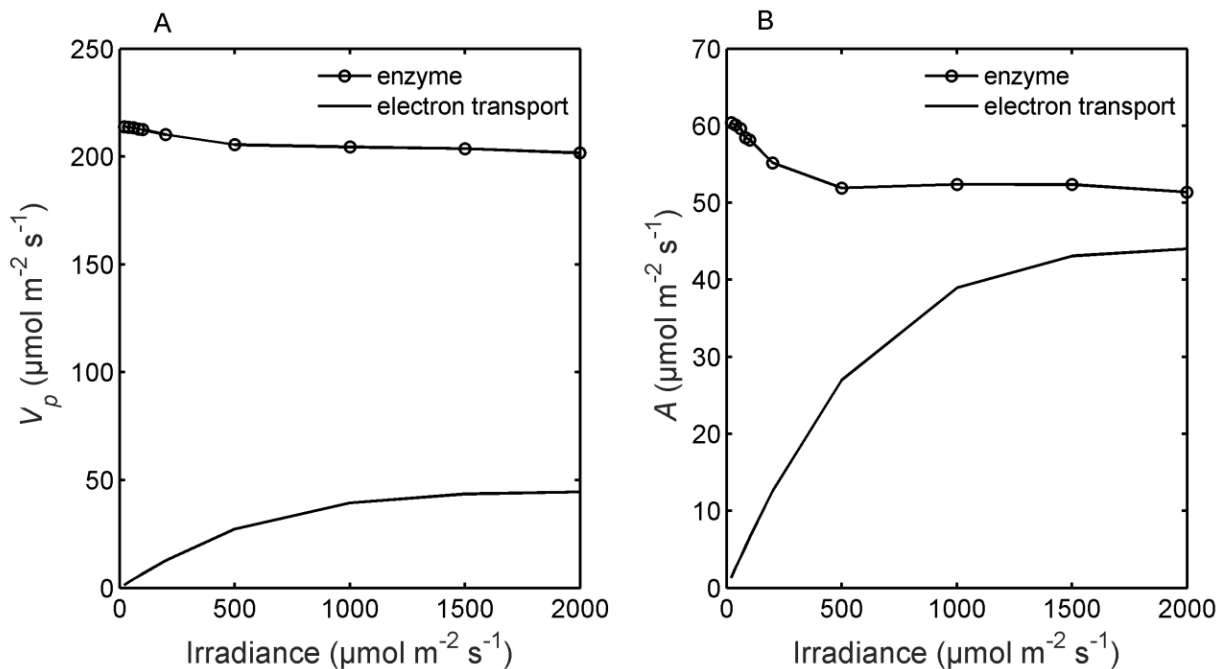 A
250
200
150
100
50
0
V_p (μmol m⁻² s⁻¹)
enzyme
electron transport
0 500 1000 1500 2000
Irradiance (μmol m⁻² s⁻¹)
B
70
60
50
40
30
20
10
0
A (μmol m⁻² s⁻¹)
enzyme
electron transport
0 500 1000 1500 2000
Irradiance (μmol m⁻² s⁻¹)